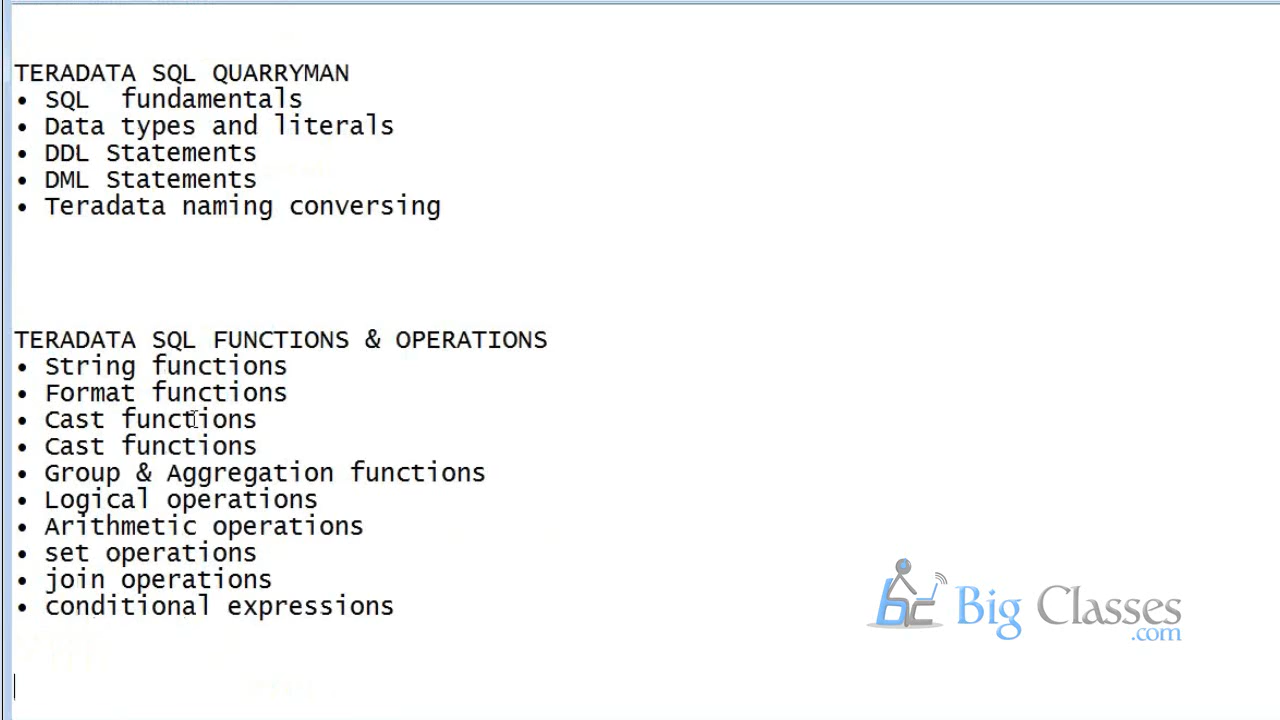 TERADATA SQL QUARRYMAN
• SQL  fundamentals
• Data types and literals
• DDL Statements
• DML Statements
• Teradata naming conversing
TERADATA SQL FUNCTIONS & OPERATIONS
• String functions
• Format functions
• Cast functions
• Cast functions
• Group & Aggregation functions
• Logical operations
• Arithmetic operations
• set operations
• join operations
• conditional expressions
bc Big Classes
.com